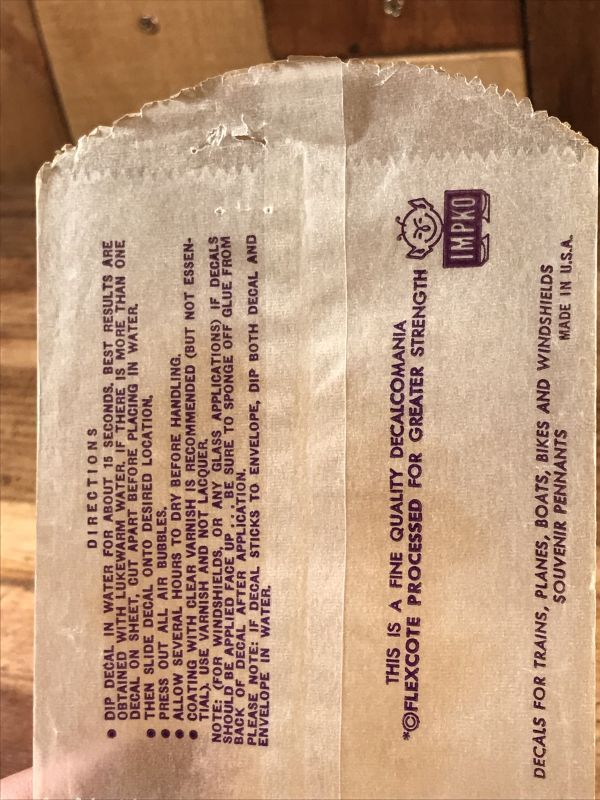 DIRECTIONS
• DIP DECAL IN WATER FOR ABOUT 15 SECONDS. BEST RESULTS ARE
OBTAINED WITH LUKEWARM WATER. IF THERE IS MORE THAN ONE
DECAL ON SHEET, CUT APART BEFORE PLACING IN WATER.
• THEN SLIDE DECAL ONTO DESIRED LOCATION.
• PRESS OUT ALL AIR BUBBLES.
• ALLOW SEVERAL HOURS TO DRY BEFORE HANDLING.
• COATING WITH CLEAR VARNISH IS RECOMMENDED (BUT NOT ESSEN-
TIAL). USE VARNISH AND NOT LACQUER.
NOTE: (FOR WINDSHIELDS, OR ANY GLASS APPLICATIONS) IF DECALS
SHOULD BE APPLIED FACE UP .... BE SURE TO SPONGE OFF GLUE FROM
BACK OF DECAL AFTER APPLICATION.
PLEASE NOTE: IF DECAL STICKS TO ENVELOPE, DIP BOTH DECAL AND
ENVELOPE IN WATER.
THIS IS A FINE QUALITY DECALCOMANIA
*©FLEXCOTE PROCESSED FOR GREATER STRENGTH
IMPKO
DECALS FOR TRAINS, PLANES, BOATS, BIKES AND WINDSHIELDS
SOUVENIR PENNANTS
MADE IN U.S.A.